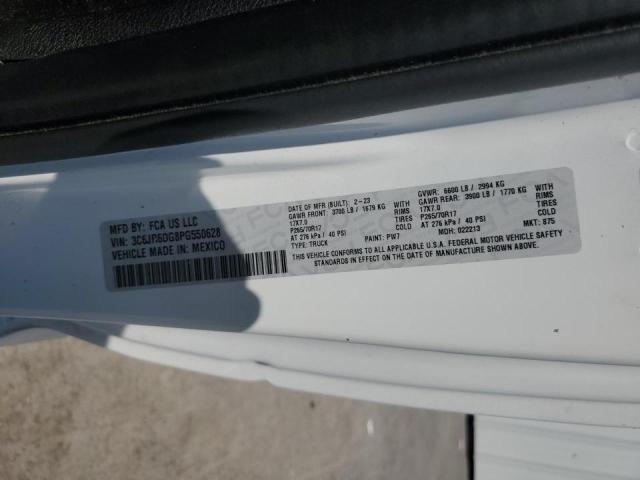 MFD BY: FCA US LLC
VIN: 3C6JR6DG8PG550628
VEHICLE MADE IN: MEXICO
DATE OF MFR (BUILT): 2-23
GVWR: 6600 LB / 2994 KG
GAWR FRONT: 3700 LB / 1679 KG WITH
17X7.0 RIMS
P265/70R17 TIRES
AT 276 kPa / 40 PSI
GAWR REAR: 3900 LB / 1770 KG WITH
17X7.0 RIMS
P265/70R17 TIRES
AT 276 kPa / 40 PSI
TYPE: TRUCK PAINT: PW7 MDH: 022213 MKT: 875
THIS VEHICLE CONFORMS TO ALL APPLICABLE U.S.A. FEDERAL MOTOR VEHICLE SAFETY
STANDARDS IN EFFECT ON THE DATE OF MANUFACTURE SHOWN ABOVE.